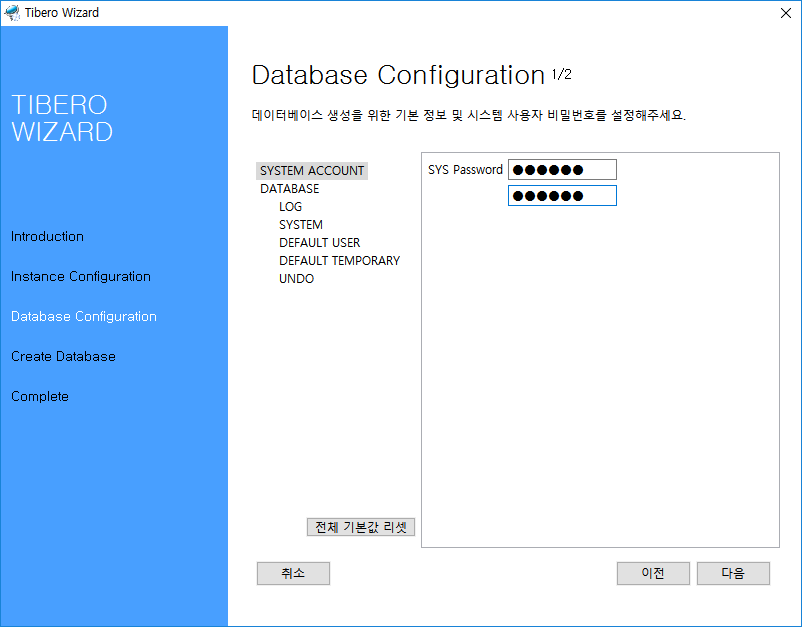 Tibero Wizard
TIBERO
WIZARD
Introduction
Instance Configuration
Database Configuration
Create Database
Complete
Database Configuration 1/2
데이터베이스 생성을 위한 기본 정보 및 시스템 사용자 비밀번호를 설정해주세요.
SYSTEM ACCOUNT
DATABASE
LOG
SYSTEM
DEFAULT USER
DEFAULT TEMPORARY
UNDO
전체 기본값 리셋
SYS Password ●●●●●●
●●●●●●
취소
이전
다음